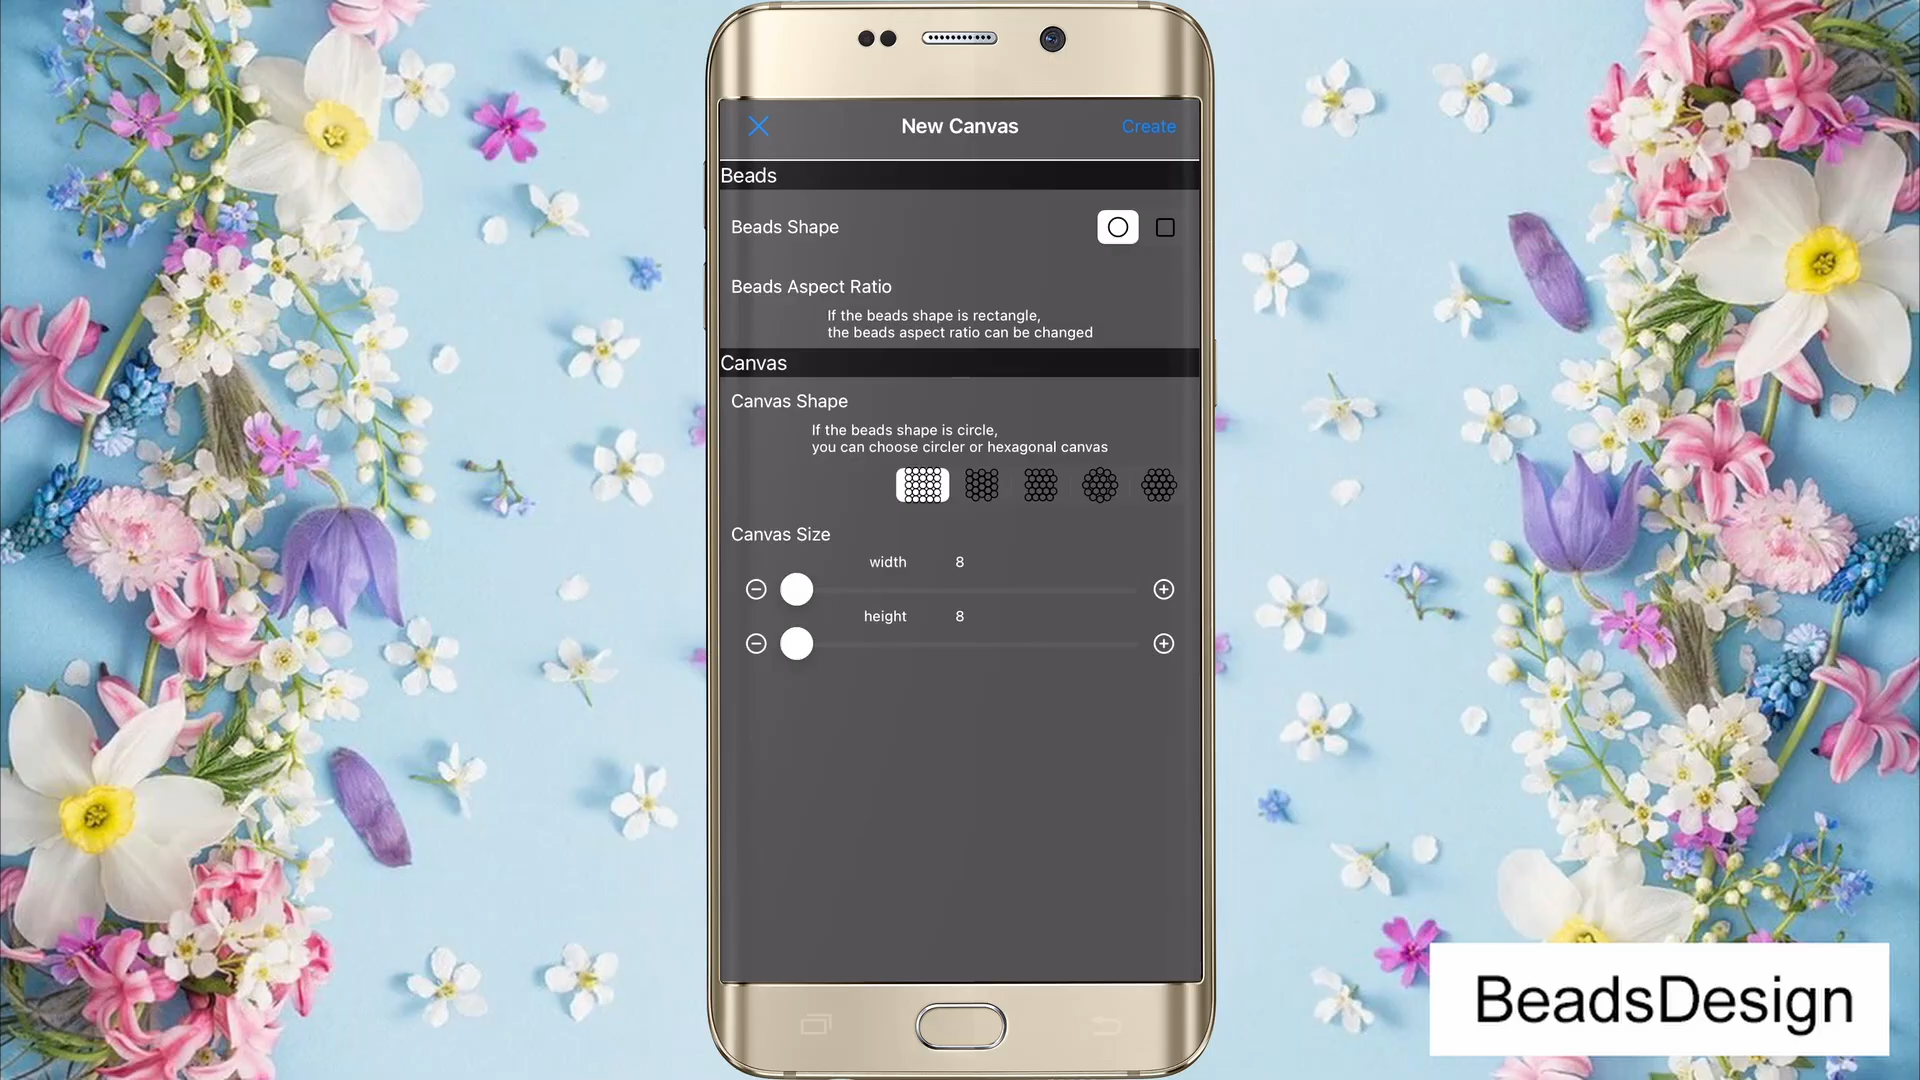 New Canvas
Create
Beads
Beads Shape
Beads Aspect Ratio
If the beads shape is rectangle,
the beads aspect ratio can be changed
Canvas
Canvas Shape
If the beads shape is circle,
you can choose circler or hexagonal canvas
Canvas Size
width 8
height 8
BeadsDesign